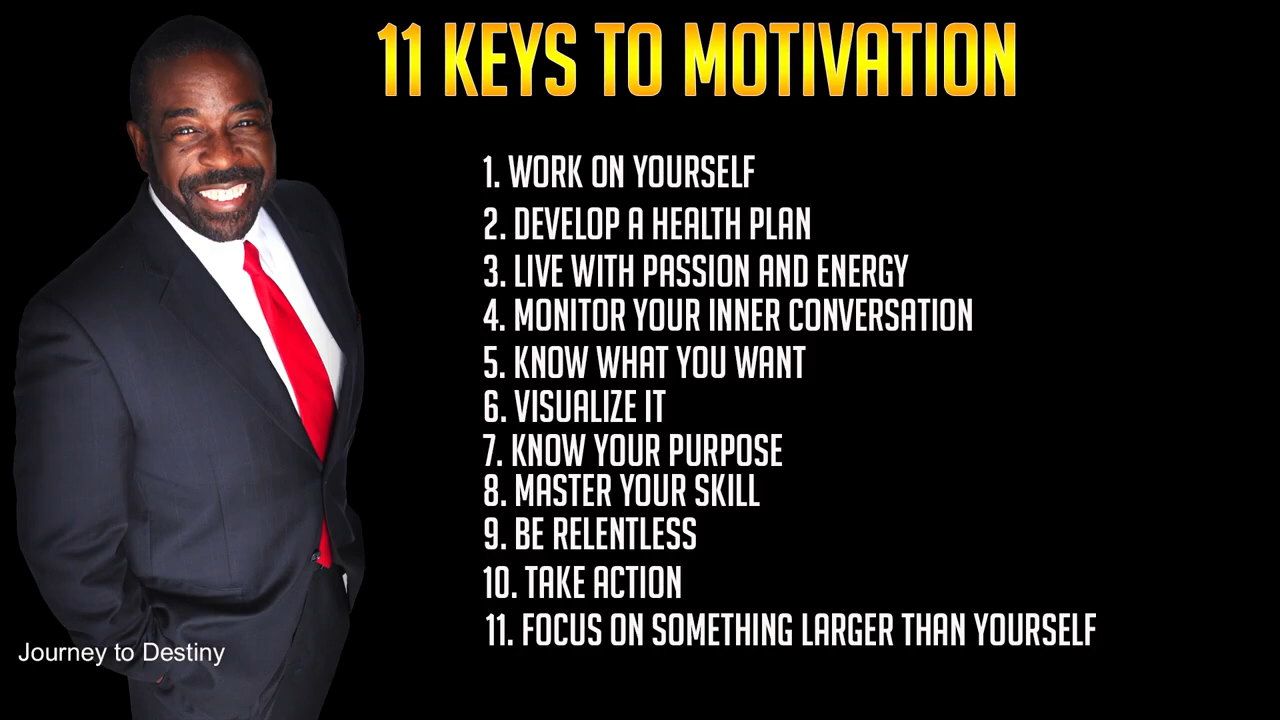 11 KEYS TO MOTIVATION
1. WORK ON YOURSELF
2. DEVELOP A HEALTH PLAN
3. LIVE WITH PASSION AND ENERGY
4. MONITOR YOUR INNER CONVERSATION
5. KNOW WHAT YOU WANT
6. VISUALIZE IT
7. KNOW YOUR PURPOSE
8. MASTER YOUR SKILL
9. BE RELENTLESS
10. TAKE ACTION
11. FOCUS ON SOMETHING LARGER THAN YOURSELF
Journey to Destiny